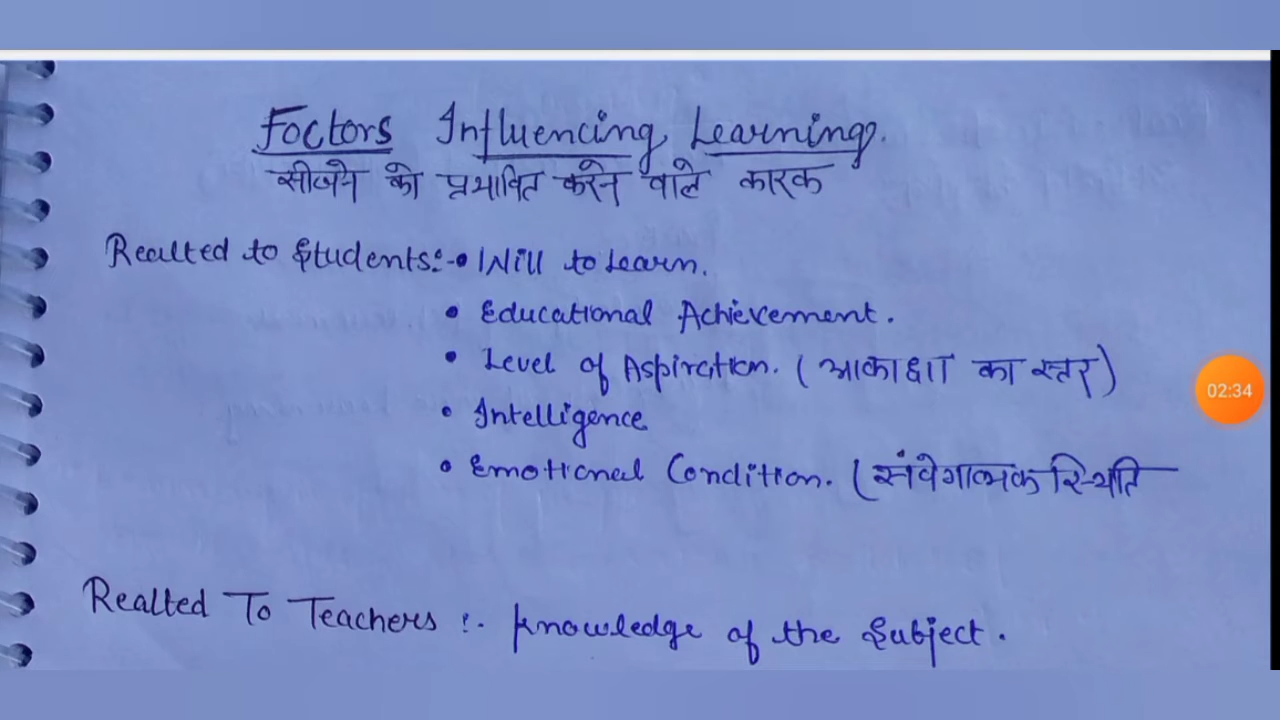 Foctors Influencing Learning.
सीखने को प्रभावित करने वाले कारक
Realted to Students:-• Will to Learn.
• Educational Achievement.
• Level of Aspiration. (आकाक्षा का स्तर)
• Intelligence
• Emotional Condition. (संवेगात्मक स्थिति
02:34
Realted To Teachers :- Knowledge of the Subject.